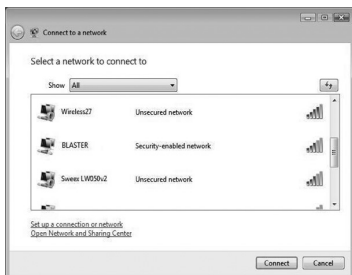 Connect to a network
Select a network to connect to
Show All
Wireless27 Unsecured network
BLASTER Security-enabled network
Sweex LW050v2 Unsecured network
Set up a connection or network
Open Network and Sharing Center
Connect Cancel